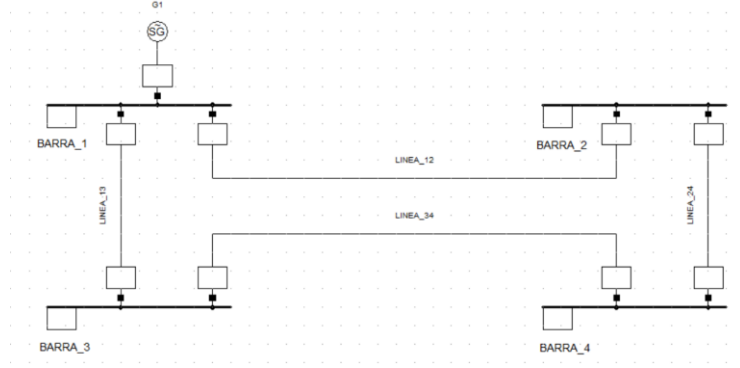 G1
SG
BARRA_1
BARRA_2
LINEA_12
LINEA_13
LINEA_24
LINEA_34
BARRA_3
BARRA_4